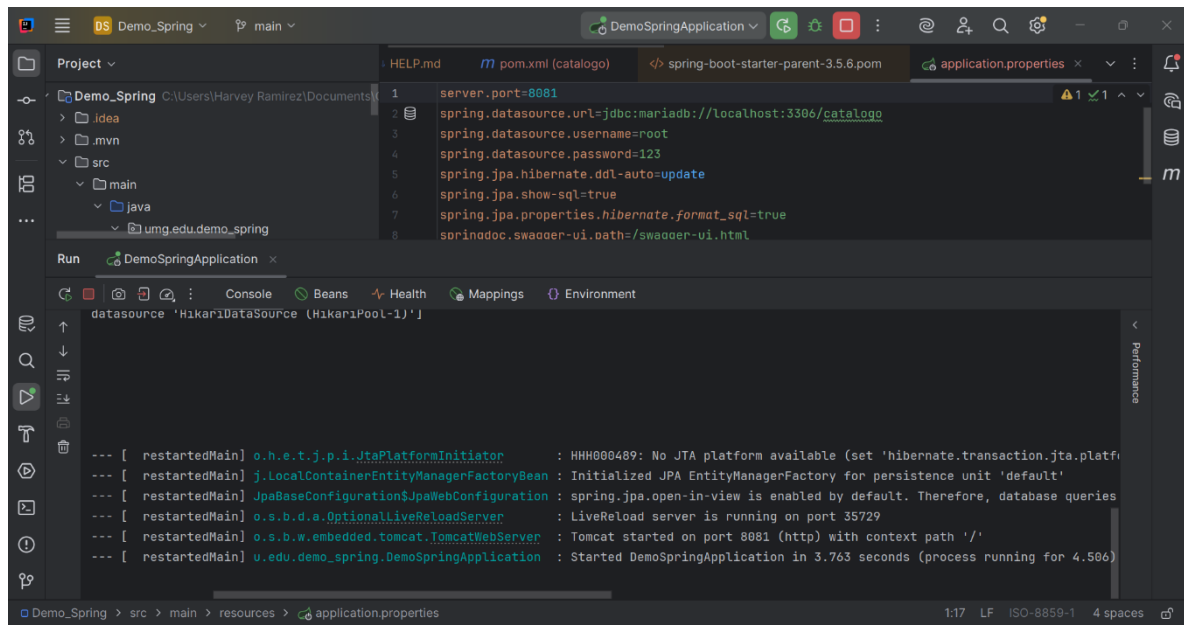 DS Demo_Spring main DemoSpringApplication
Project
HELP.md pom.xml (catalogo) spring-boot-starter-parent-3.5.6.pom application.properties
Demo_Spring C:\Users\Harvey Ramirez\Documents\
.idea
.mvn
src
main
java
umg.edu.demo_spring
1 server.port=8081
2 spring.datasource.url=jdbc:mariadb://localhost:3306/catalogo
3 spring.datasource.username=root
4 spring.datasource.password=123
5 spring.jpa.hibernate.ddl-auto=update
6 spring.jpa.show-sql=true
7 spring.jpa.properties.hibernate.format_sql=true
8 springdoc.swagger-ui.path=/swagger-ui.html
1 1
Run DemoSpringApplication
Console Beans Health Mappings Environment
datasource 'HikariDataSource (HikariPool-1)']
--- [ restartedMain] o.h.e.t.j.p.i.JtaPlatformInitiator : HHH000489: No JTA platform available (set 'hibernate.transaction.jta.platfo
--- [ restartedMain] j.LocalContainerEntityManagerFactoryBean : Initialized JPA EntityManagerFactory for persistence unit 'default'
--- [ restartedMain] JpaBaseConfiguration$JpaWebConfiguration : spring.jpa.open-in-view is enabled by default. Therefore, database queries
--- [ restartedMain] o.s.b.d.a.OptionalLiveReloadServer : LiveReload server is running on port 35729
--- [ restartedMain] o.s.b.w.embedded.tomcat.TomcatWebServer : Tomcat started on port 8081 (http) with context path '/'
--- [ restartedMain] u.edu.demo_spring.DemoSpringApplication : Started DemoSpringApplication in 3.763 seconds (process running for 4.506)
Performance
Demo_Spring > src > main > resources > application.properties 1:17 LF ISO-8859-1 4 spaces